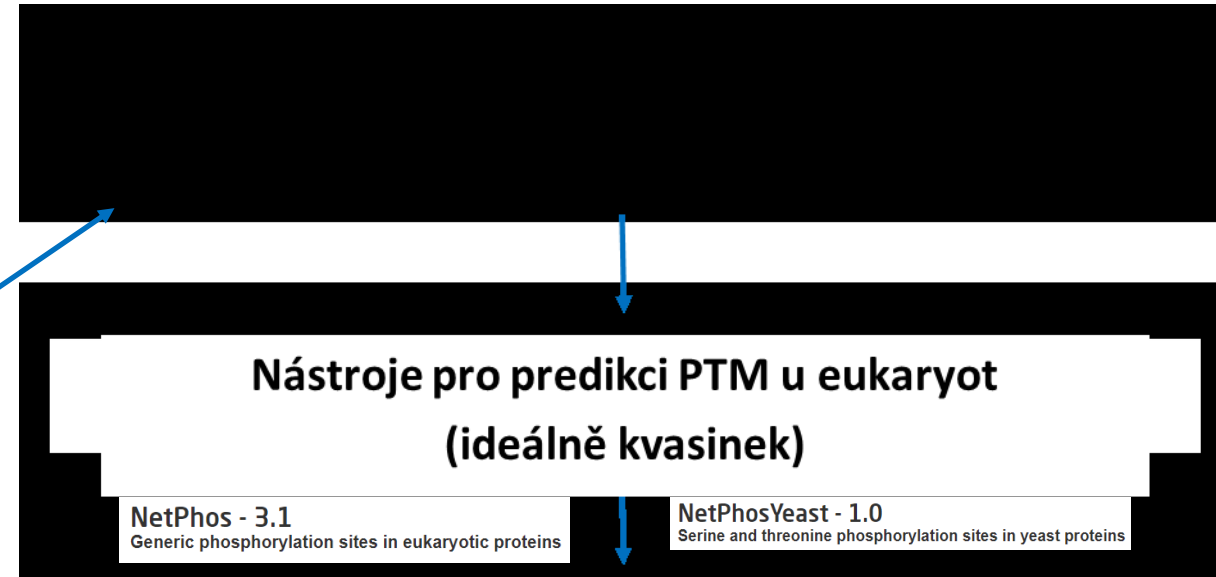 Nástroje pro predikci PTM u eukaryot
(ideálně kvasinek)
NetPhos - 3.1
Generic phosphorylation sites in eukaryotic proteins
NetPhosYeast - 1.0
Serine and threonine phosphorylation sites in yeast proteins